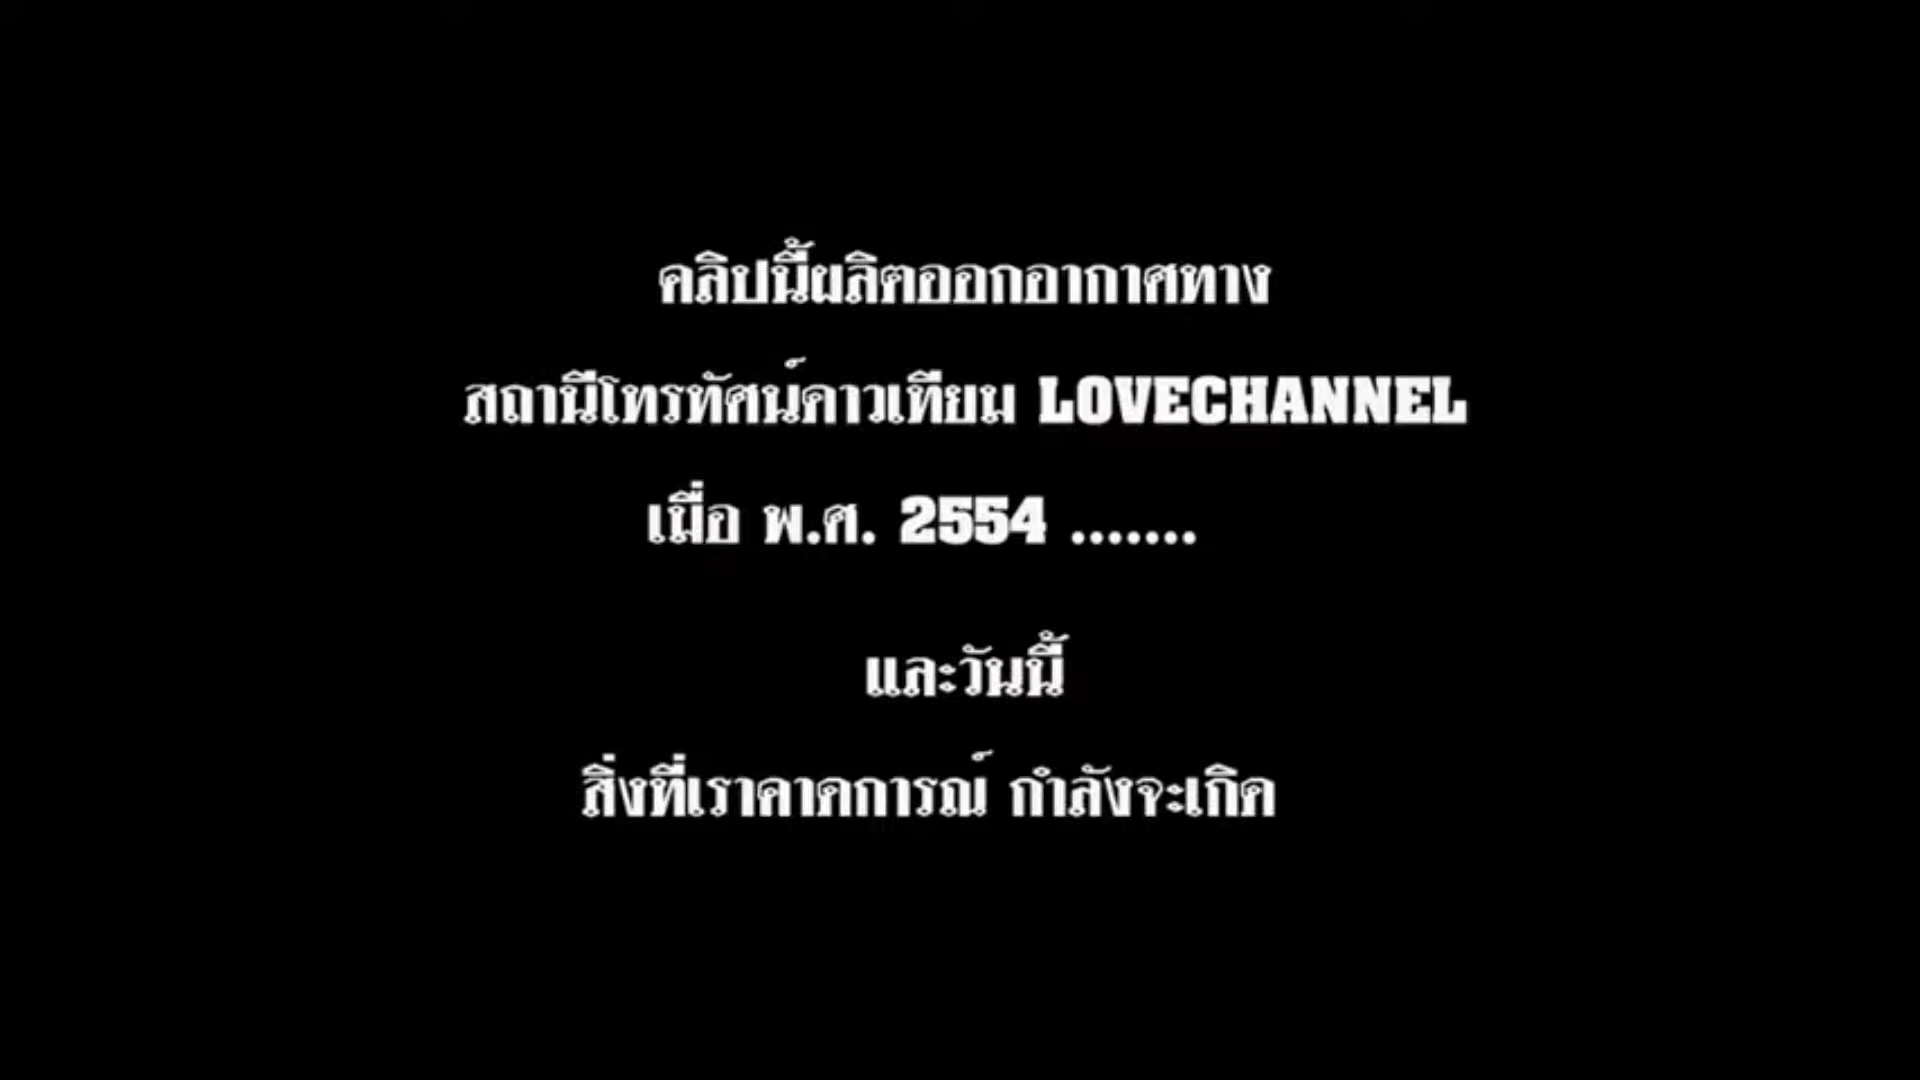 คลิปนี้ผลิตออกอากาศทาง
สถานีโทรทัศน์ดาวเทียม LOVECHANNEL
เมื่อ พ.ศ. 2554 .......
และวันนี้
สิ่งที่เราคาดการณ์ กำลังจะเกิด